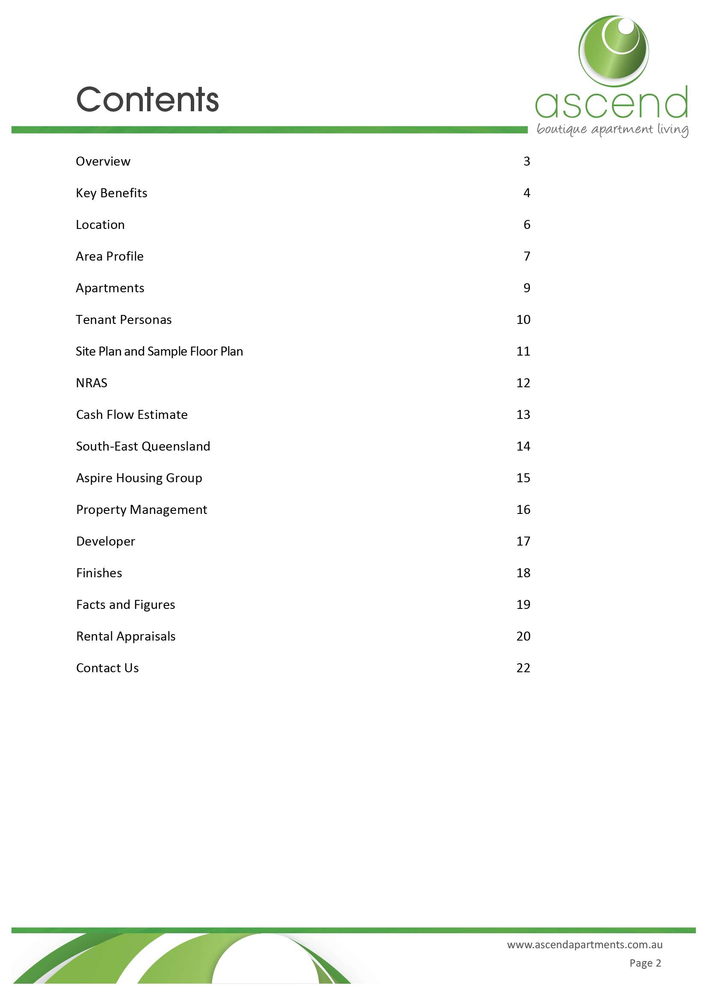 Contents
ascend
boutique apartment living
Overview 3
Key Benefits 4
Location 6
Area Profile 7
Apartments 9
Tenant Personas 10
Site Plan and Sample Floor Plan 11
NRAS 12
Cash Flow Estimate 13
South-East Queensland 14
Aspire Housing Group 15
Property Management 16
Developer 17
Finishes 18
Facts and Figures 19
Rental Appraisals 20
Contact Us 22
www.ascendapartments.com.au
Page 2